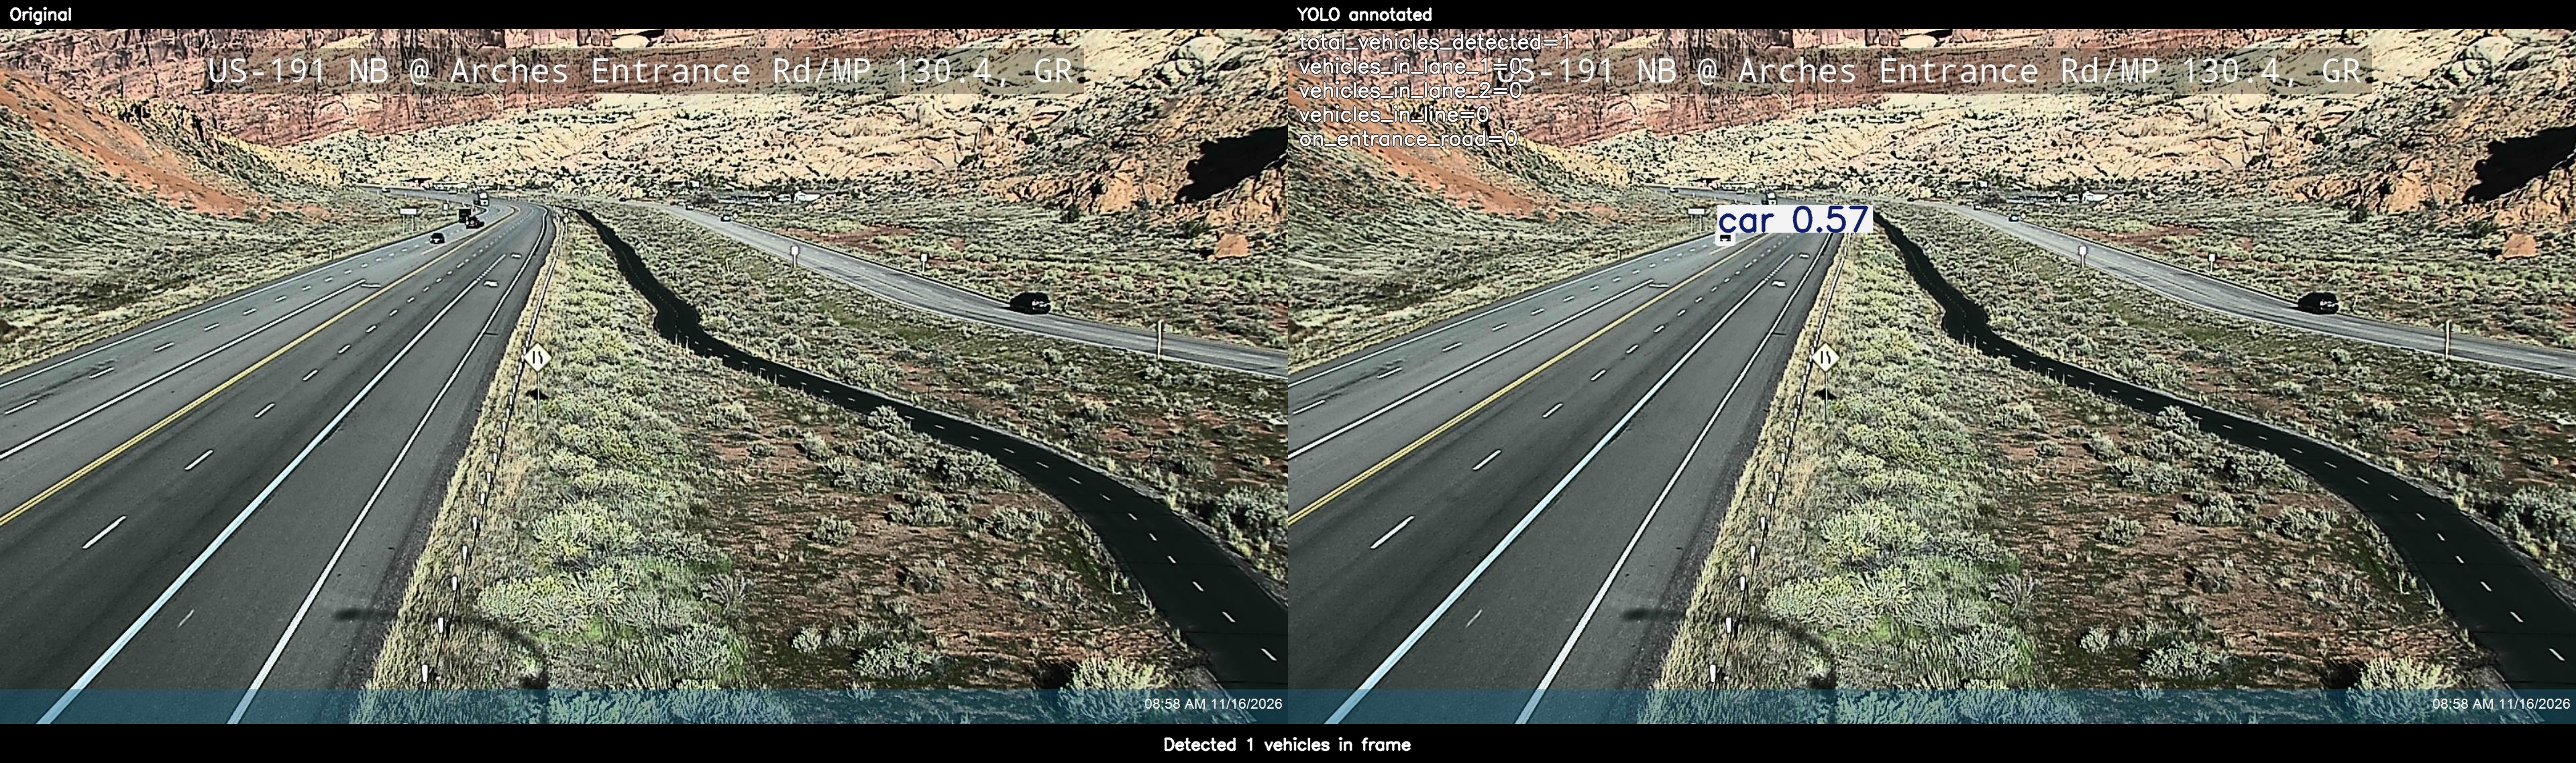 Original
US-191 NB @ Arches Entrance Rd/MP 130.4, GR
08:58 AM 11/16/2026
YOLO annotated
total_vehicles_detected=1
vehicles_in_lane_1=0
US-191 NB @ Arches Entrance Rd/MP 130.4, GR
vehicles_in_lane_2=0
vehicles_in_line=0
on_entrance_road=0
car 0.57
08:58 AM 11/16/2026
Detected 1 vehicles in frame